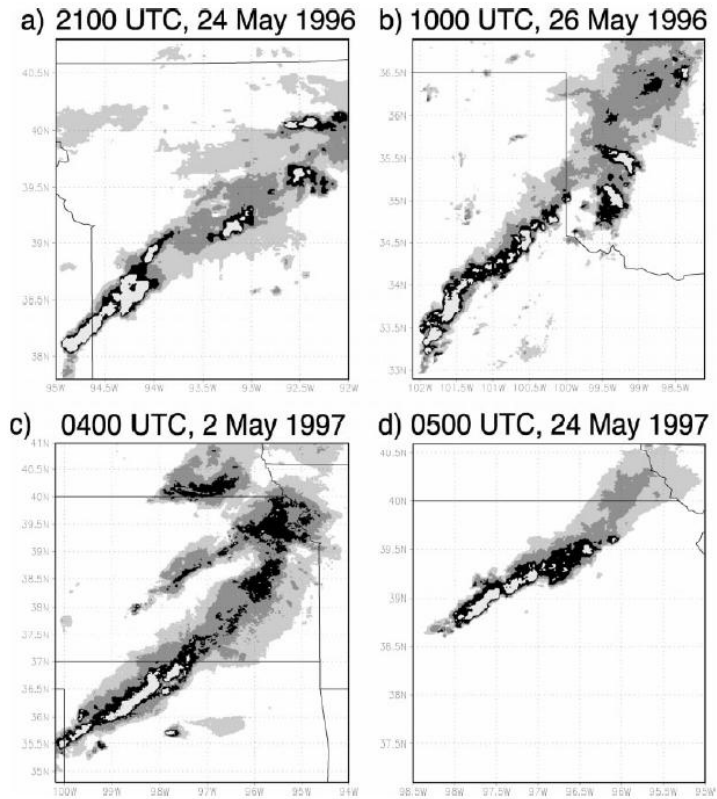 a) 2100 UTC, 24 May 1996
40.5N
40N
39.5N
39N
38.5N
38N
95W 94.5W 94W 93.5W 93W 92.5W 92W
b) 1000 UTC, 26 May 1996
36.5N
36N
35.5N
35N
34.5N
34N
33.5N
33N
102W 101.5W 101W 100.5W 100W 99.5W 99W 98.5W
c) 0400 UTC, 2 May 1997
41N
40.5N
40N
39.5N
39N
38.5N
38N
37.5N
37N
36.5N
36N
35.5N
35N
100W 99W 98W 97W 96W 95W 94W
d) 0500 UTC, 24 May 1997
40N
39.5N
39N
38.5N
38N
37.5N
98.5W 98W 97.5W 97W 96.5W 96W 95.5W 95W